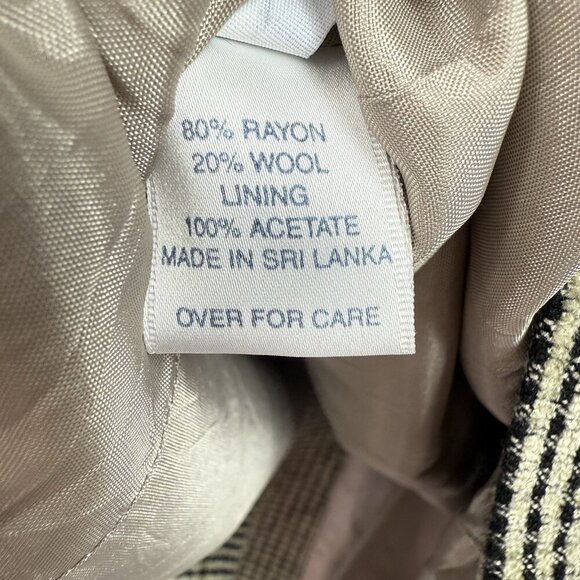 80% RAYON
20% WOOL
LINING
100% ACETATE
MADE IN SRI LANKA
OVER FOR CARE